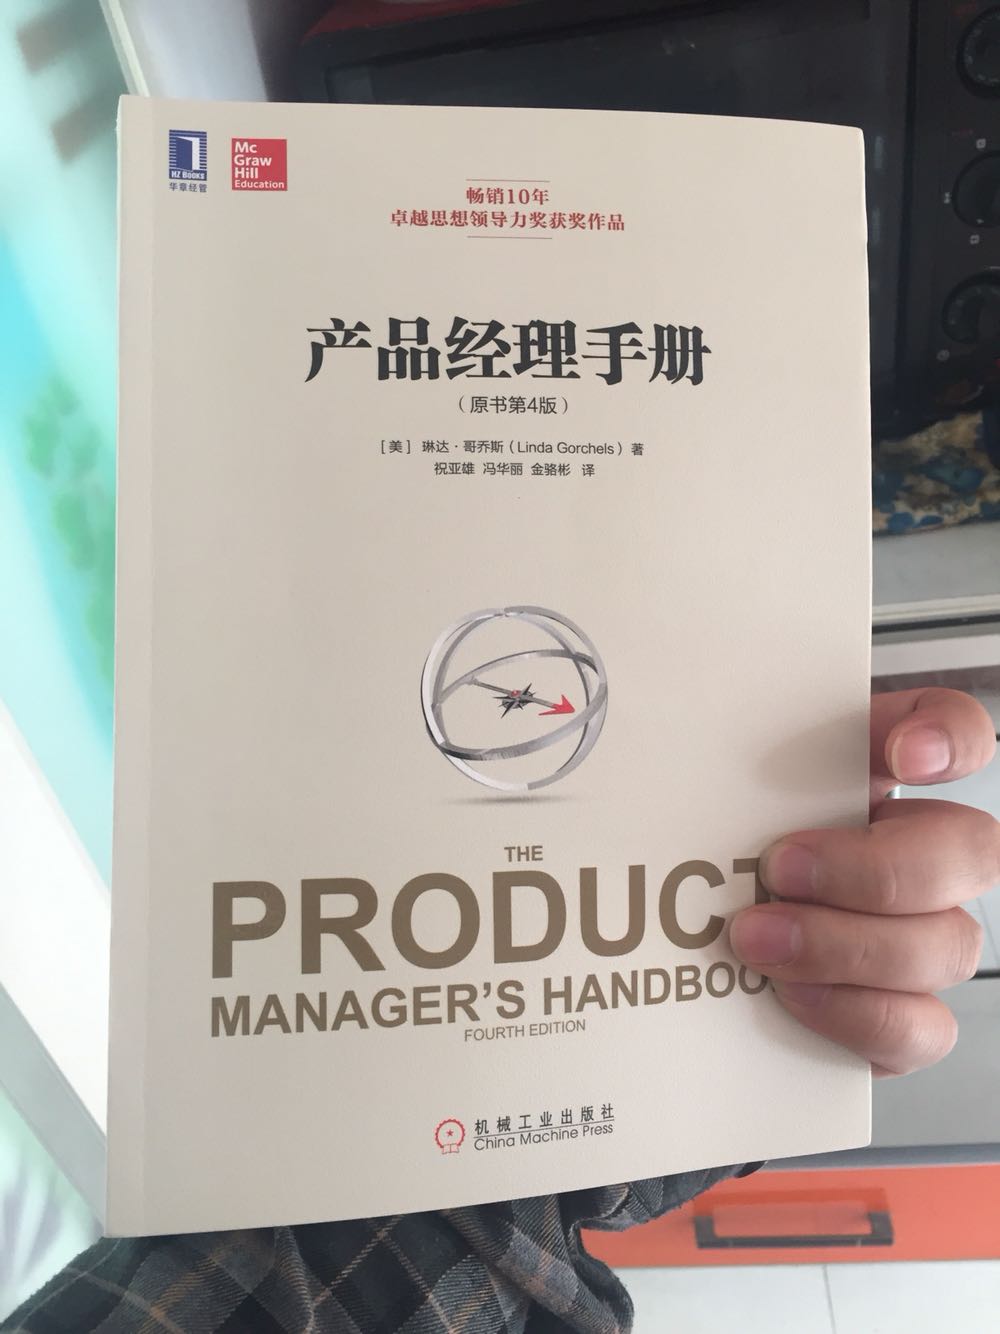 HZ BOOKS
华章经管
Mc
Graw
Hill
Education
畅销10年
卓越思想领导力奖获奖作品
产品经理手册
（原书第4版）
［美］ 琳达·哥乔斯（Linda Gorchels）著
祝亚雄 冯华丽 金骆彬 译
THE
PRODUCT
MANAGER'S HANDBOO
FOURTH EDITION
机械工业出版社
China Machine Press